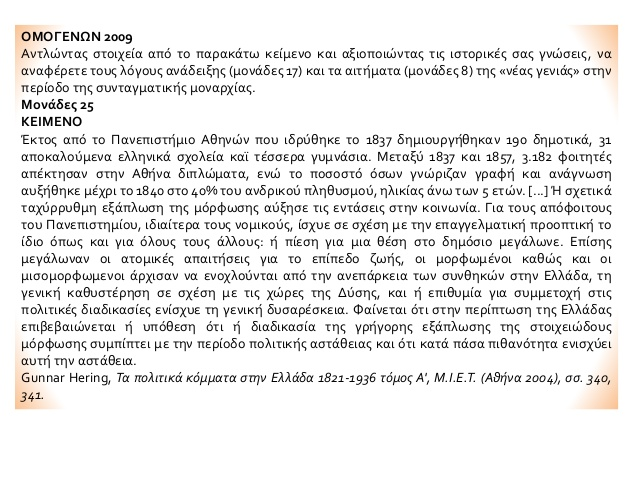 ΟΜΟΓΕΝΩΝ 2009
Αντλώντας στοιχεία από το παρακάτω κείμενο και αξιοποιώντας τις ιστορικές σας γνώσεις, να
αναφέρετε τους λόγους ανάδειξης (μονάδες 17) και τα αιτήματα (μονάδες 8) της «νέας γενιάς» στην
περίοδο της συνταγματικής μοναρχίας.
Μονάδες 25
ΚΕΙΜΕΝΟ
Έκτος από το Πανεπιστήμιο Αθηνών που ιδρύθηκε το 1837 δημιουργήθηκαν 190 δημοτικά, 31
αποκαλούμενα ελληνικά σχολεία καϊ τέσσερα γυμνάσια. Μεταξύ 1837 και 1857, 3.182 φοιτητές
απέκτησαν στην Αθήνα διπλώματα, ενώ το ποσοστό όσων γνώριζαν γραφή και ανάγνωση
αυξήθηκε μέχρι το 1840 στο 40% του ανδρικού πληθυσμού, ηλικίας άνω των 5 ετών. [...] Ή σχετικά
ταχύρρυθμη εξάπλωση της μόρφωσης αύξησε τις εντάσεις στην κοινωνία. Για τους απόφοιτους
του Πανεπιστημίου, ιδιαίτερα τους νομικούς, ίσχυε σε σχέση με την επαγγελματική προοπτική το
ίδιο όπως και για όλους τους άλλους: ή πίεση για μια θέση στο δημόσιο μεγάλωνε. Επίσης
μεγάλωναν οι ατομικές απαιτήσεις για το επίπεδο ζωής, οι μορφωμένοι καθώς και οι
μισομορφωμένοι άρχισαν να ενοχλούνται από την ανεπάρκεια των συνθηκών στην Ελλάδα, τη
γενική καθυστέρηση σε σχέση με τις χώρες της Δύσης, και ή επιθυμία για συμμετοχή στις
πολιτικές διαδικασίες ενίσχυε τη γενική δυσαρέσκεια. Φαίνεται ότι στην περίπτωση της Ελλάδας
επιβεβαιώνεται ή υπόθεση ότι ή διαδικασία της γρήγορης εξάπλωσης της στοιχειώδους
μόρφωσης συμπίπτει με την περίοδο πολιτικής αστάθειας και ότι κατά πάσα πιθανότητα ενισχύει
αυτή την αστάθεια.
Gunnar Hering, Τα πολιτικά κόμματα στην Ελλάδα 1821-1936 τόμος Α', Μ.Ι.Ε.Τ. (Αθήνα 2004), σσ. 340,
341.